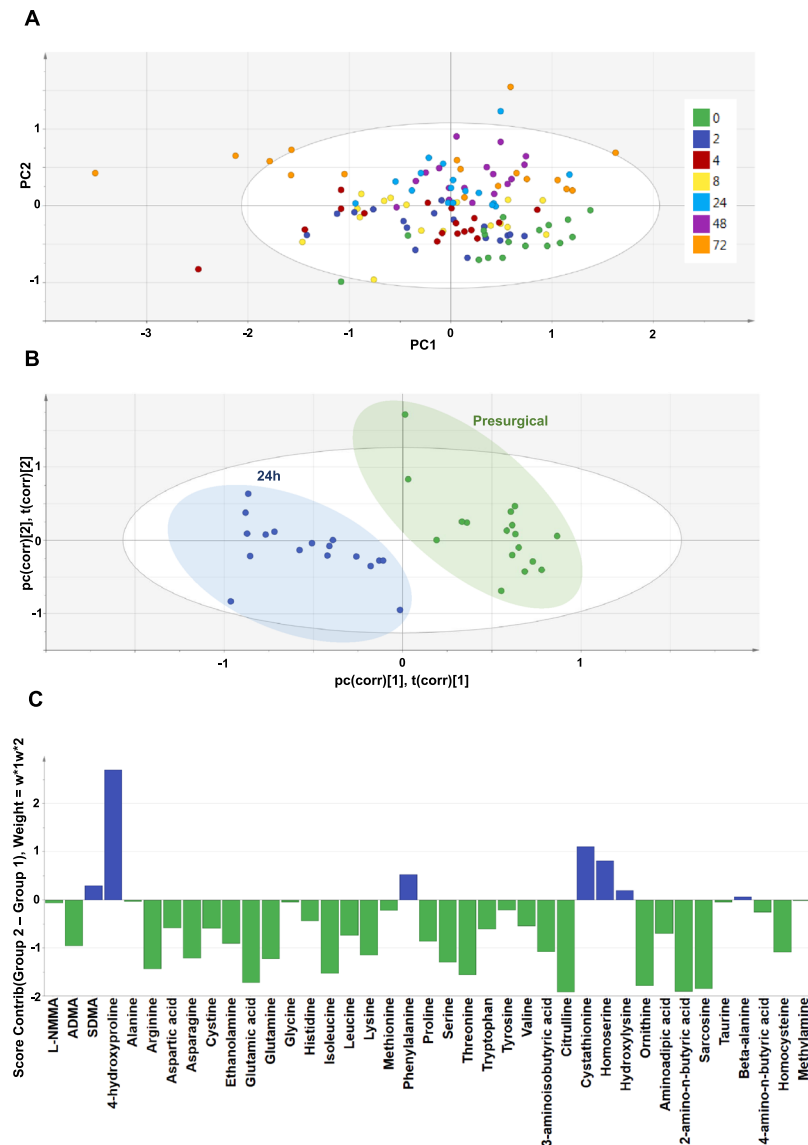 A
PC2
1
0
-1
-3
-2
-1
0
1
2
PC1
0
2
4
8
24
48
72
B
pc(corr)[2], t(corr)[2]
1
0
-1
24h
Presurgical
-1
0
1
pc(corr)[1], t(corr)[1]
C
Score Contrib(Group 2 – Group 1), Weight = w*1w*2
2
1
0
-1
-2
L-NMMA
ADMA
SDMA
4-hydroxyproline
Alanine
Arginine
Aspartic acid
Asparagine
Cystine
Ethanolamine
Glutamic acid
Glutamine
Glycine
Histidine
Isoleucine
Leucine
Lysine
Methionine
Phenylalanine
Proline
Serine
Threonine
Tryptophan
Tyrosine
Valine
3-aminoisobutyric acid
Citrulline
Cystathionine
Homoserine
Hydroxylysine
Ornithine
Aminoadipic acid
2-amino-n-butyric acid
Sarcosine
Taurine
Beta-alanine
4-amino-n-butyric acid
Homocysteine
Methylamine